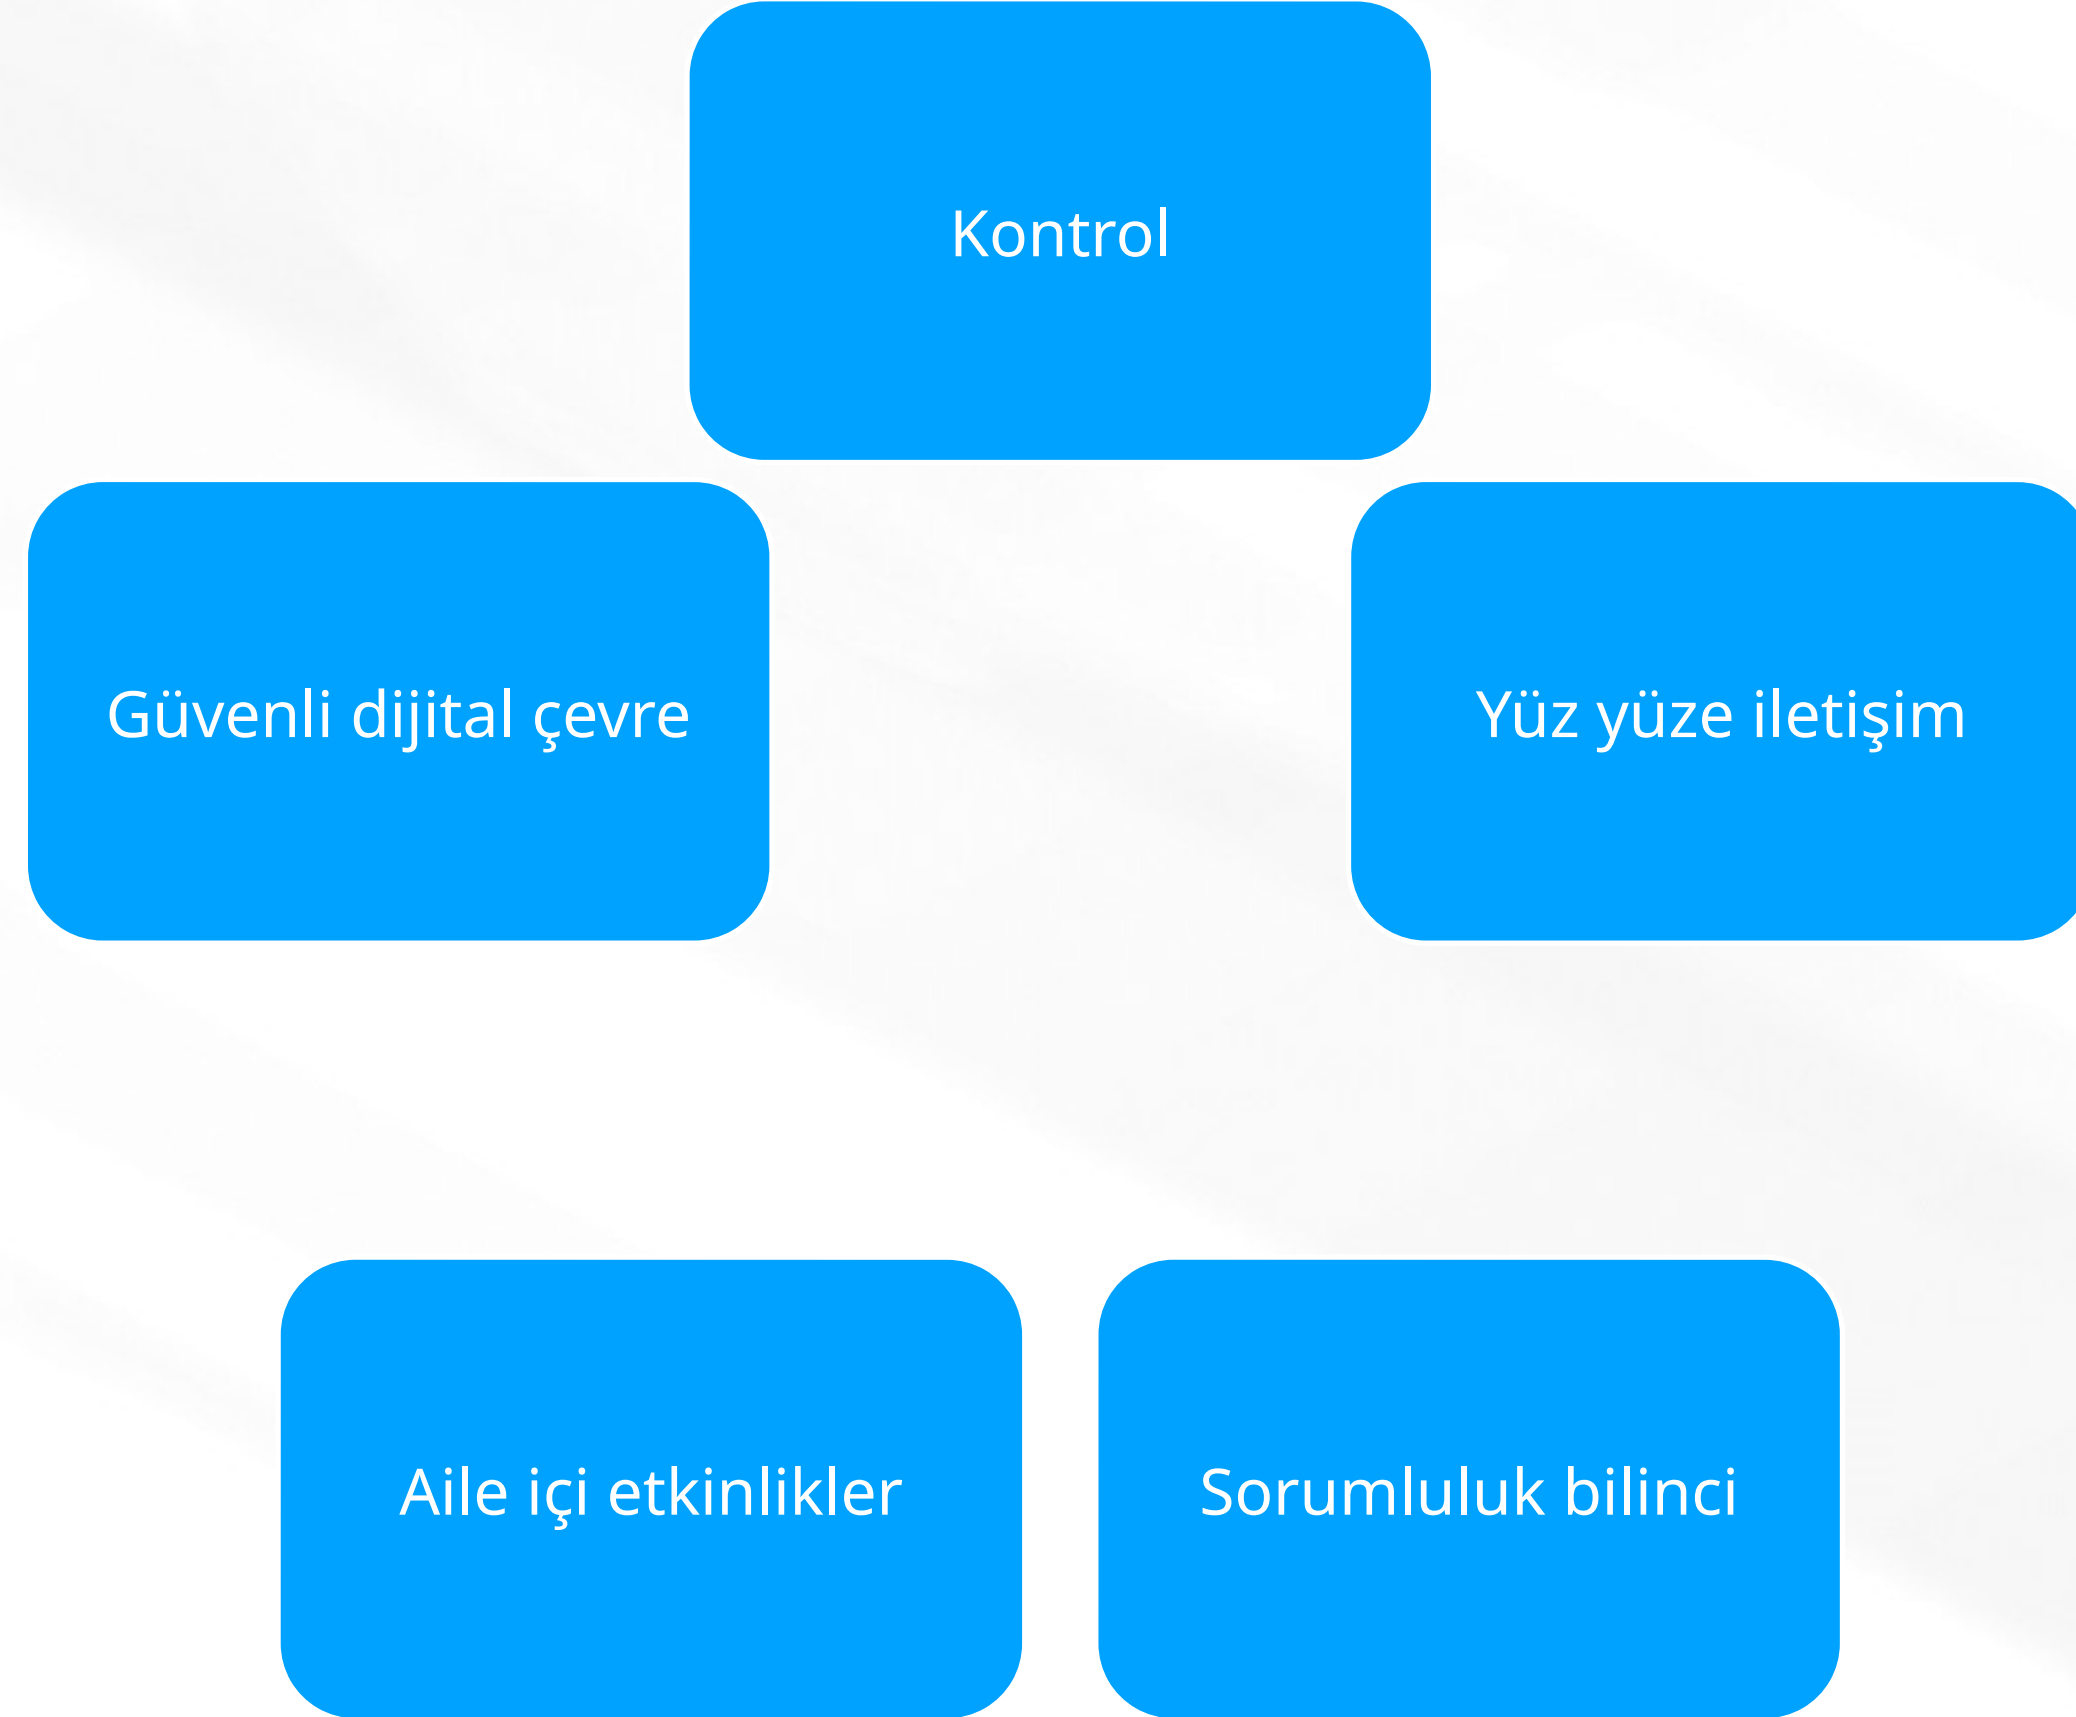 Kontrol
Güvenli dijital çevre
Yüz yüze iletişim
Aile içi etkinlikler
Sorumluluk bilinci